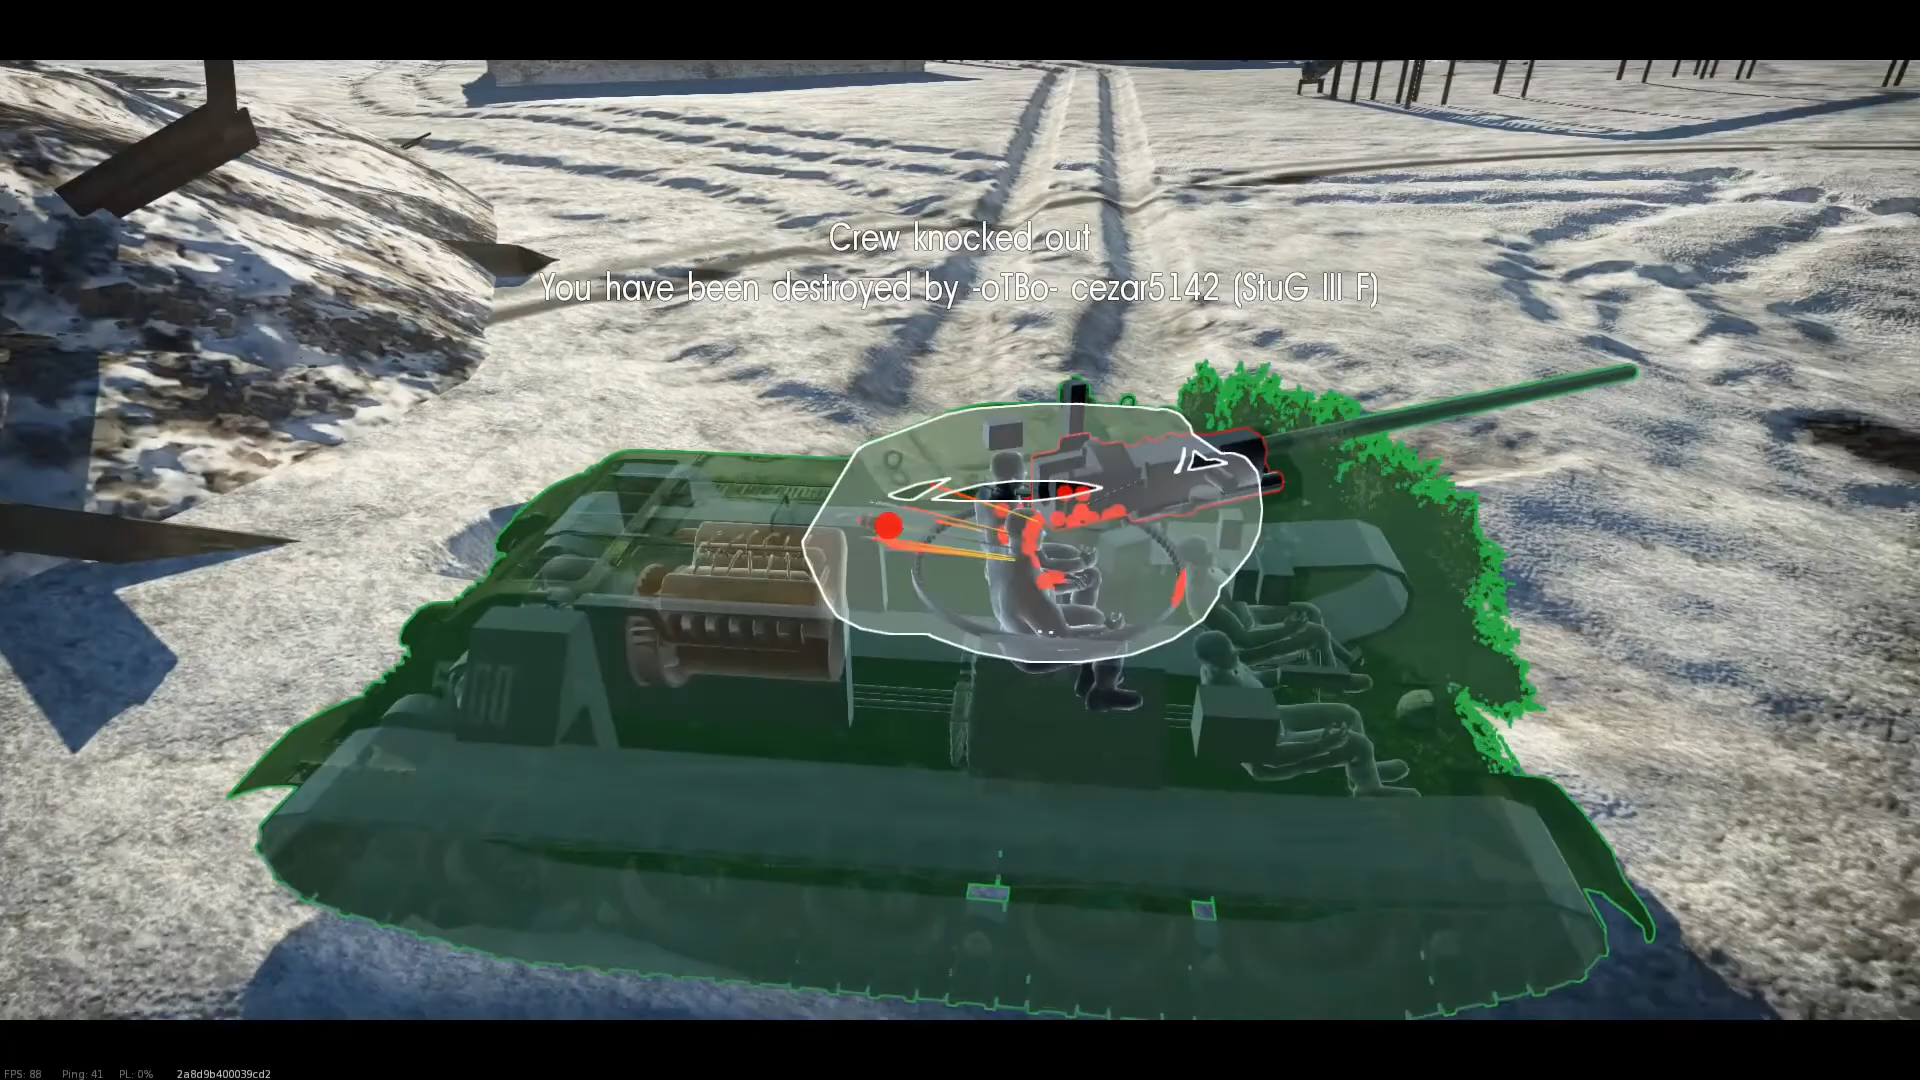 Crew knocked out
You have been destroyed by -oTBo- cezar5142 (StuG III F)
FPS: 88 Ping: 41 PL: 0% 2a8d9b400039cd2